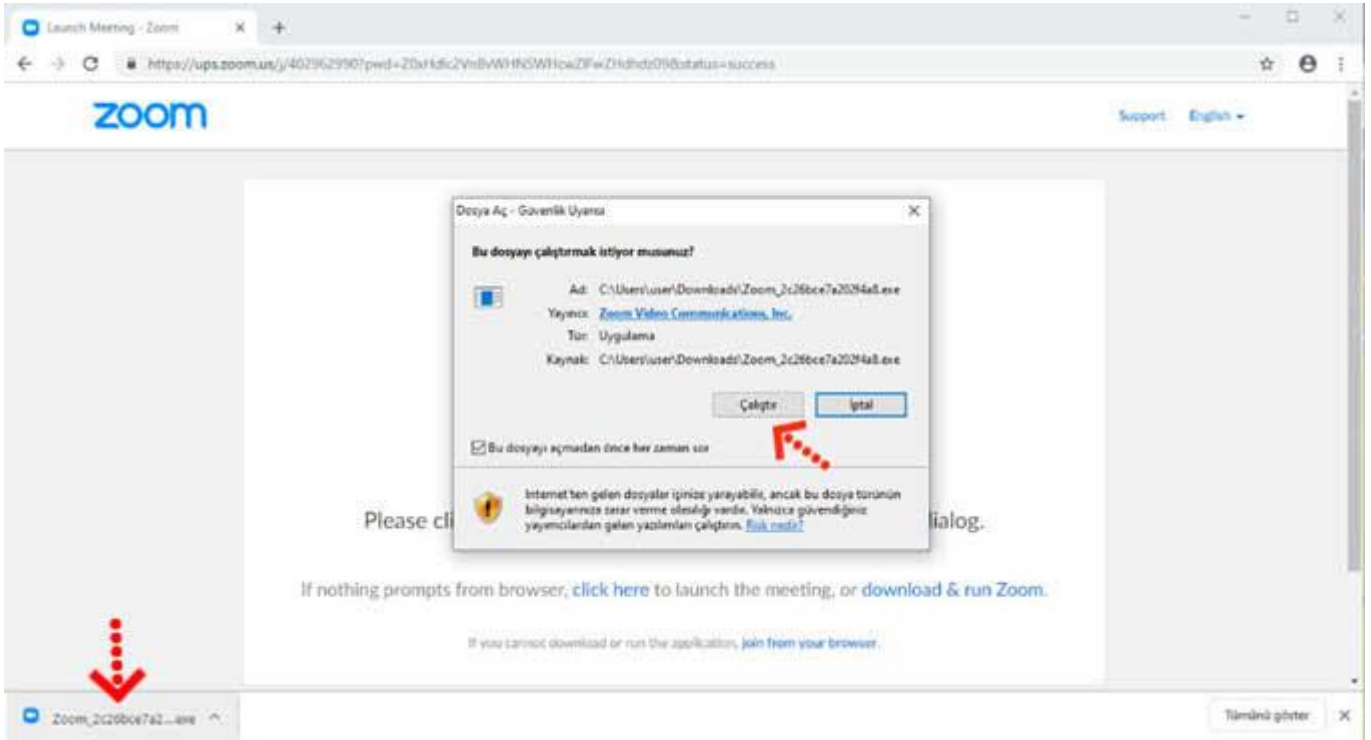 Launch Meeting - Zoom
zoom
Support English
Dosya Aç - Güvenlik Uyarısı
Bu dosyayı çalıştırmak istiyor musunuz?
Ad: C:\Users\user\Downloads\Zoom_2c26bce7a202f4a8.exe
Yayıncı: Zoom Video Communications, Inc.
Tür: Uygulama
Kaynak: C:\Users\user\Downloads\Zoom_2c26bce7a202f4a8.exe
Çalıştır İptal
Bu dosyayı açmadan önce her zaman sor
Internet'ten gelen dosyalar işinize yarayabilir, ancak bu dosya türünün
bilgisayarınıza zarar verme olasılığı vardır. Yalnızca güvendiğiniz
yayımcılardan gelen yazılımları çalıştırın. Risk nedir?
Please cli
ialog.
If nothing prompts from browser, click here to launch the meeting, or download & run Zoom.
If you cannot download or run the application, join from your browser.
Zoom_2c26bce7a2....exe
Tümünü göster